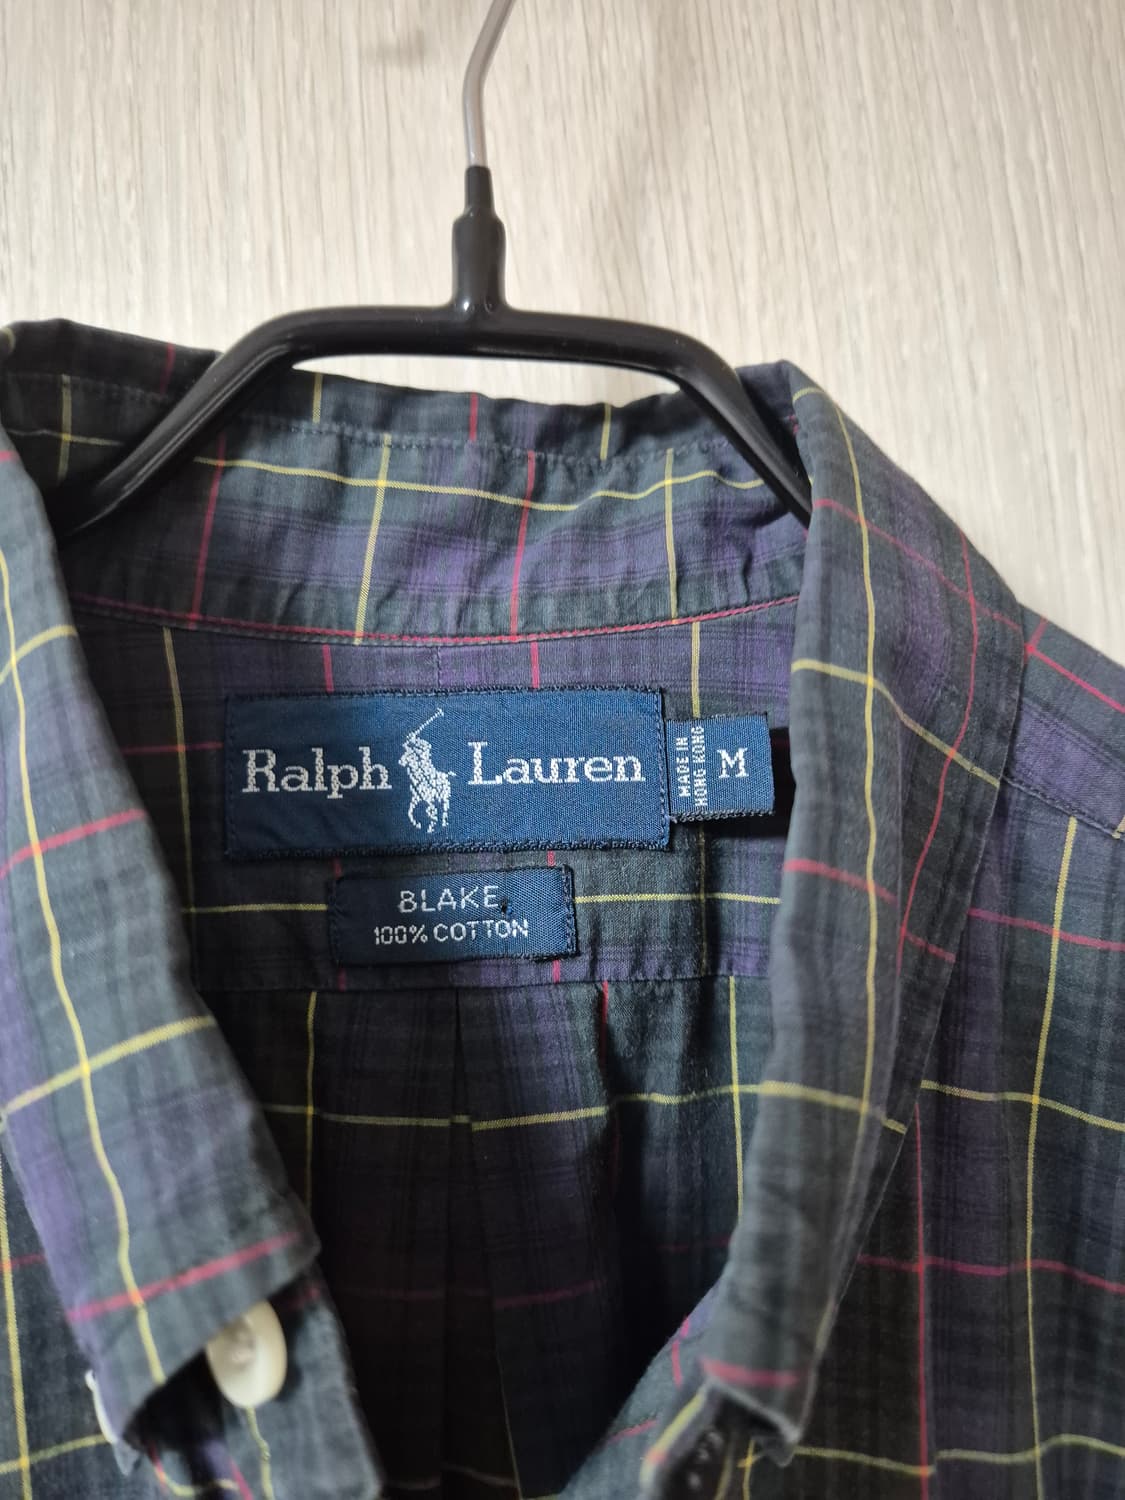 Ralph Lauren
MADE IN
HONG KONG
M
BLAKE
100% COTTON